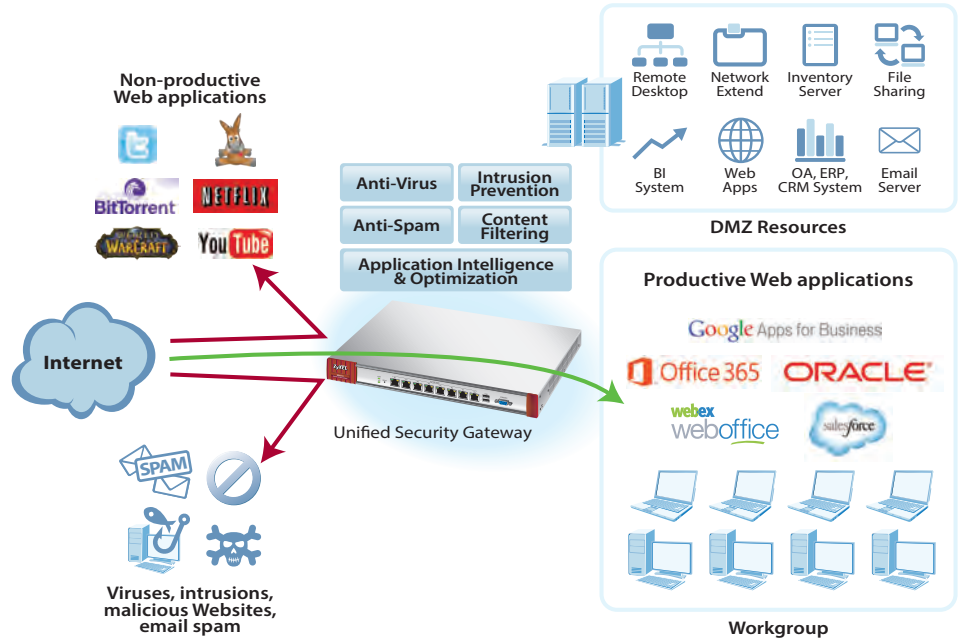 Non-productive
Web applications
BitTorrent
NETFLIX
WARCRAFT
You Tube
Internet
SPAM
Viruses, intrusions,
malicious Websites,
email spam
Anti-Virus
Intrusion
Prevention
Anti-Spam
Content
Filtering
Application Intelligence
& Optimization
ZyXEL
Unified Security Gateway
Remote
Desktop
Network
Extend
Inventory
Server
File
Sharing
BI
System
Web
Apps
OA, ERP,
CRM System
Email
Server
DMZ Resources
Productive Web applications
Google Apps for Business
Office 365
ORACLE®
webex
weboffice
salesforce
Workgroup